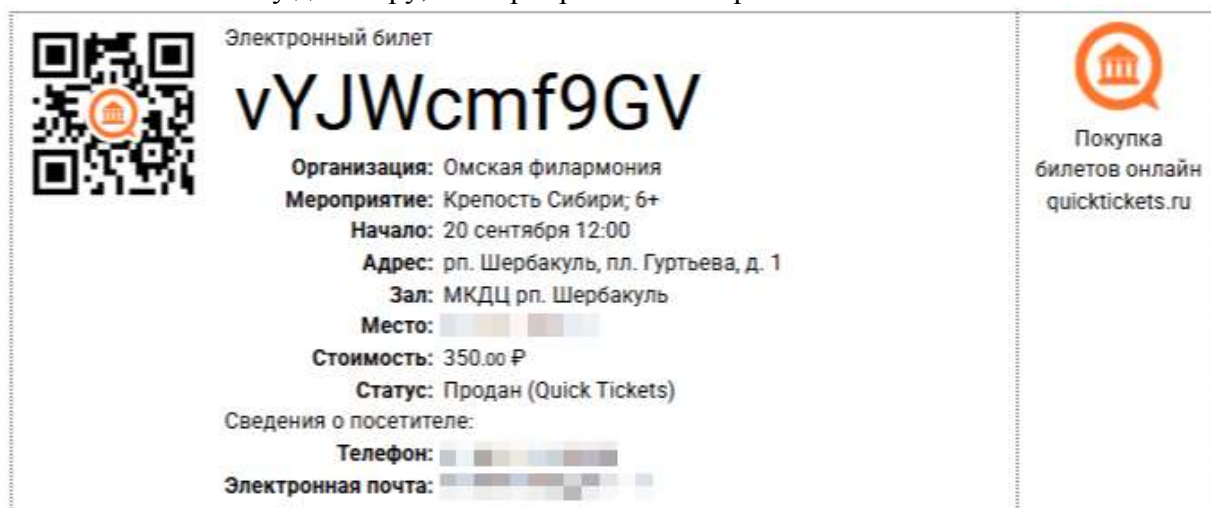 Электронный билет
vYJWcmf9GV
Организация: Омская филармония
Мероприятие: Крепость Сибири; 6+
Начало: 20 сентября 12:00
Адрес: рп. Шербакуль, пл. Гуртьева, д. 1
Зал: МКДЦ рп. Шербакуль
Место:
Стоимость: 350.00 ₽
Статус: Продан (Quick Tickets)
Сведения о посетителе:
Телефон:
Электронная почта:
Покупка
билетов онлайн
quicktickets.ru